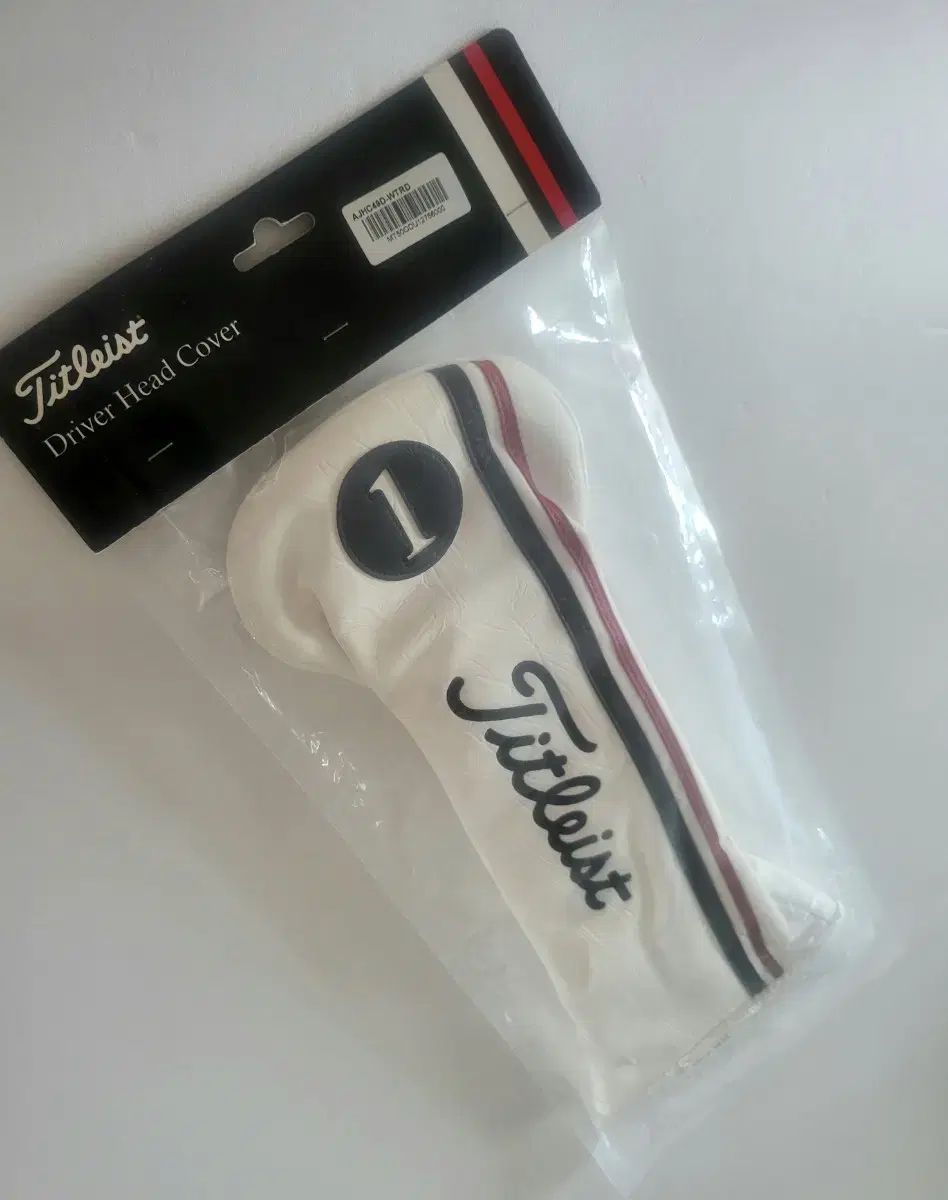 AJHC49D-WTRD
Titleist
Driver Head Cover
1
Titleist